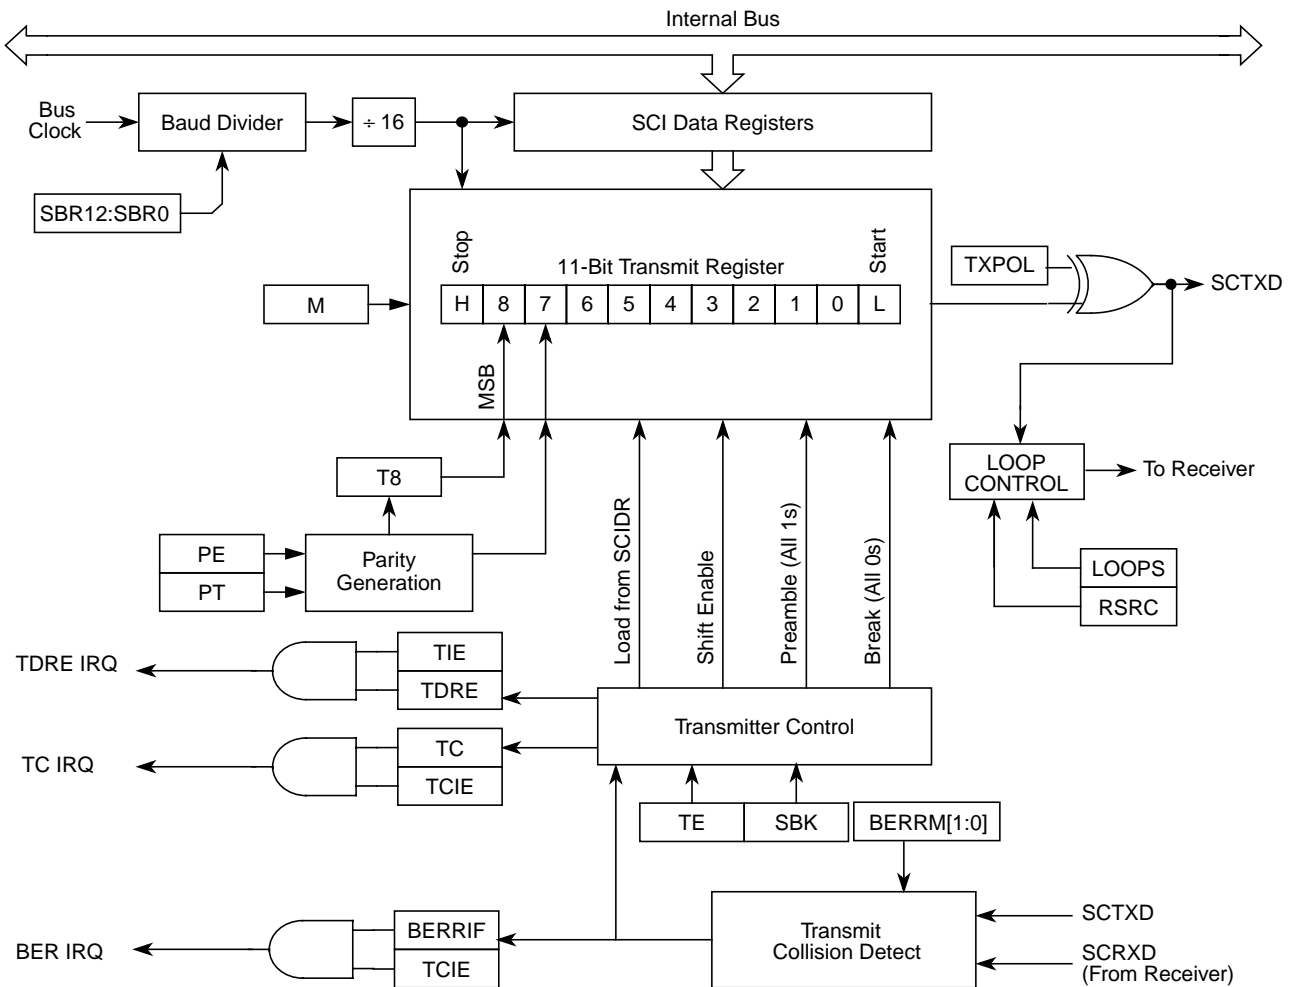 Internal Bus
Bus
Clock
Baud Divider
÷ 16
SCI Data Registers
SBR12:SBR0
Stop
11-Bit Transmit Register
Start
H 8 7 6 5 4 3 2 1 0 L
M
MSB
TXPOL
SCTXD
LOOP
CONTROL
To Receiver
LOOPS
RSRC
T8
PE
PT
Parity
Generation
Load from SCIDR
Shift Enable
Preamble (All 1s)
Break (All 0s)
TDRE IRQ
TIE
TDRE
Transmitter Control
TC IRQ
TC
TCIE
TE
SBK
BERRM[1:0]
BER IRQ
BERRIF
TCIE
Transmit
Collision Detect
SCTXD
SCRXD
(From Receiver)